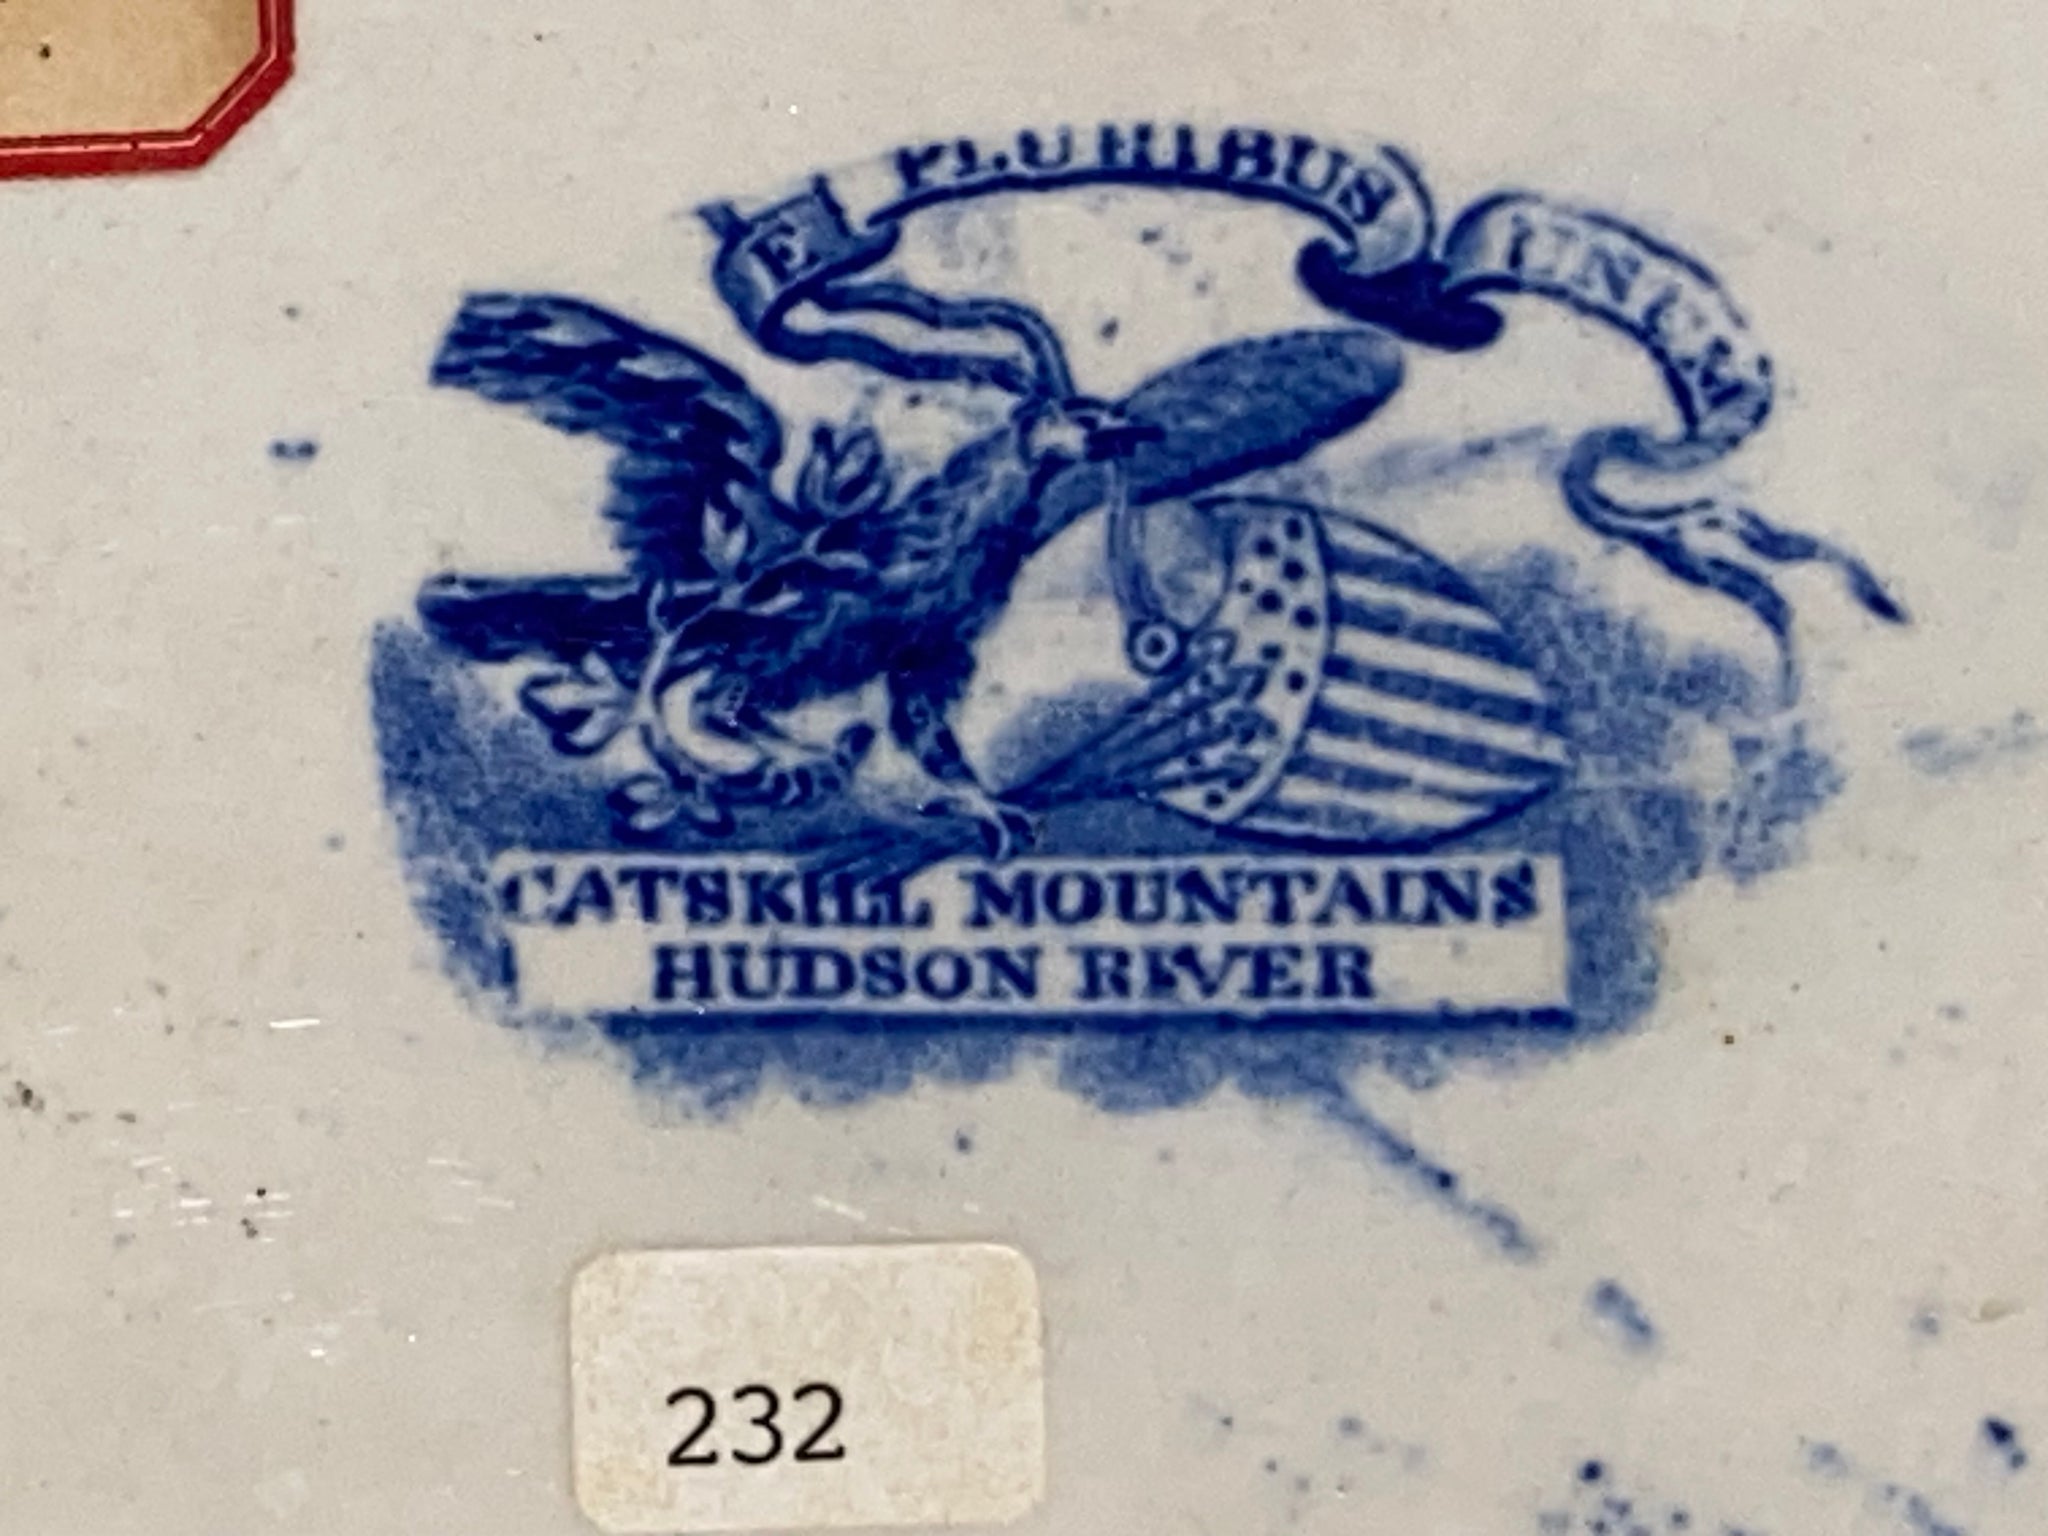 E PLURIBUS UNUM
CATSKILL MOUNTAINS
HUDSON RIVER
232